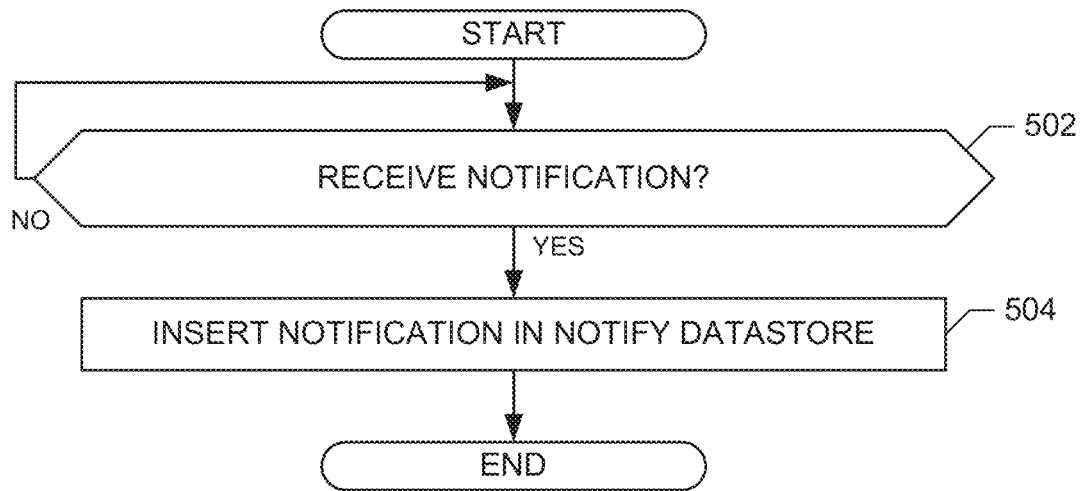 START
502
RECEIVE NOTIFICATION?
NO
YES
504
INSERT NOTIFICATION IN NOTIFY DATASTORE
END